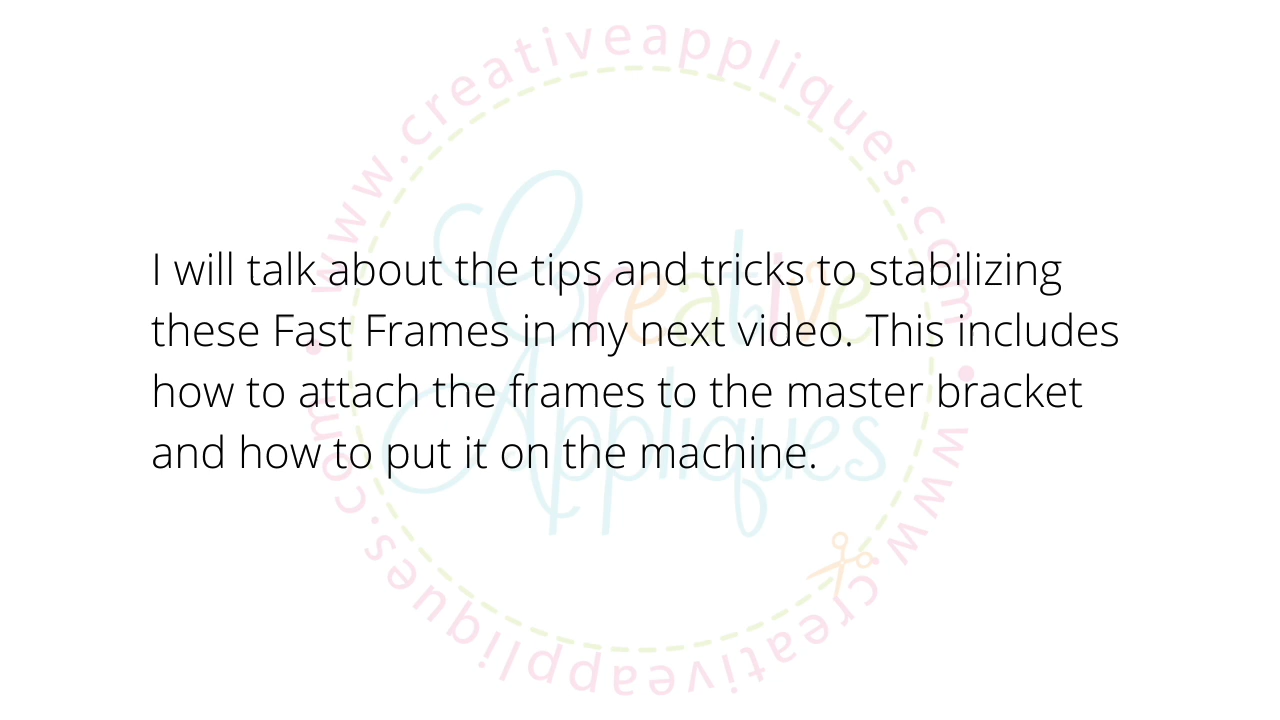 www.creativeappliques.com • www.creativeappliques.com •
Creative
Appliques
I will talk about the tips and tricks to stabilizing
these Fast Frames in my next video. This includes
how to attach the frames to the master bracket
and how to put it on the machine.